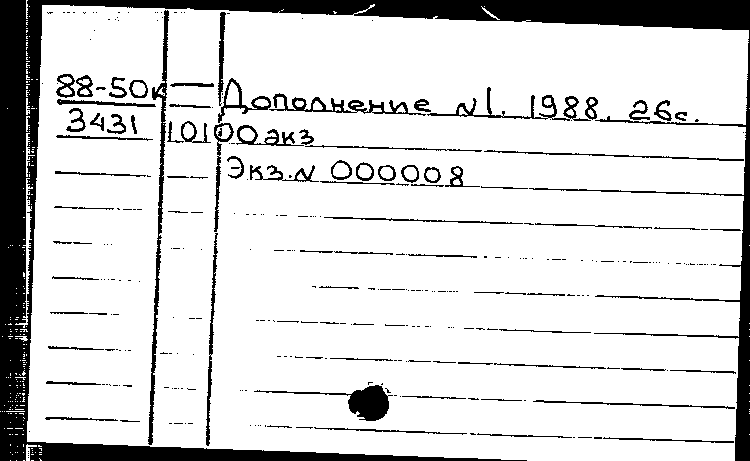 88-50к — Дополнение №1. 1988. 26с.
3431 10100 экз
Экз. № 000008